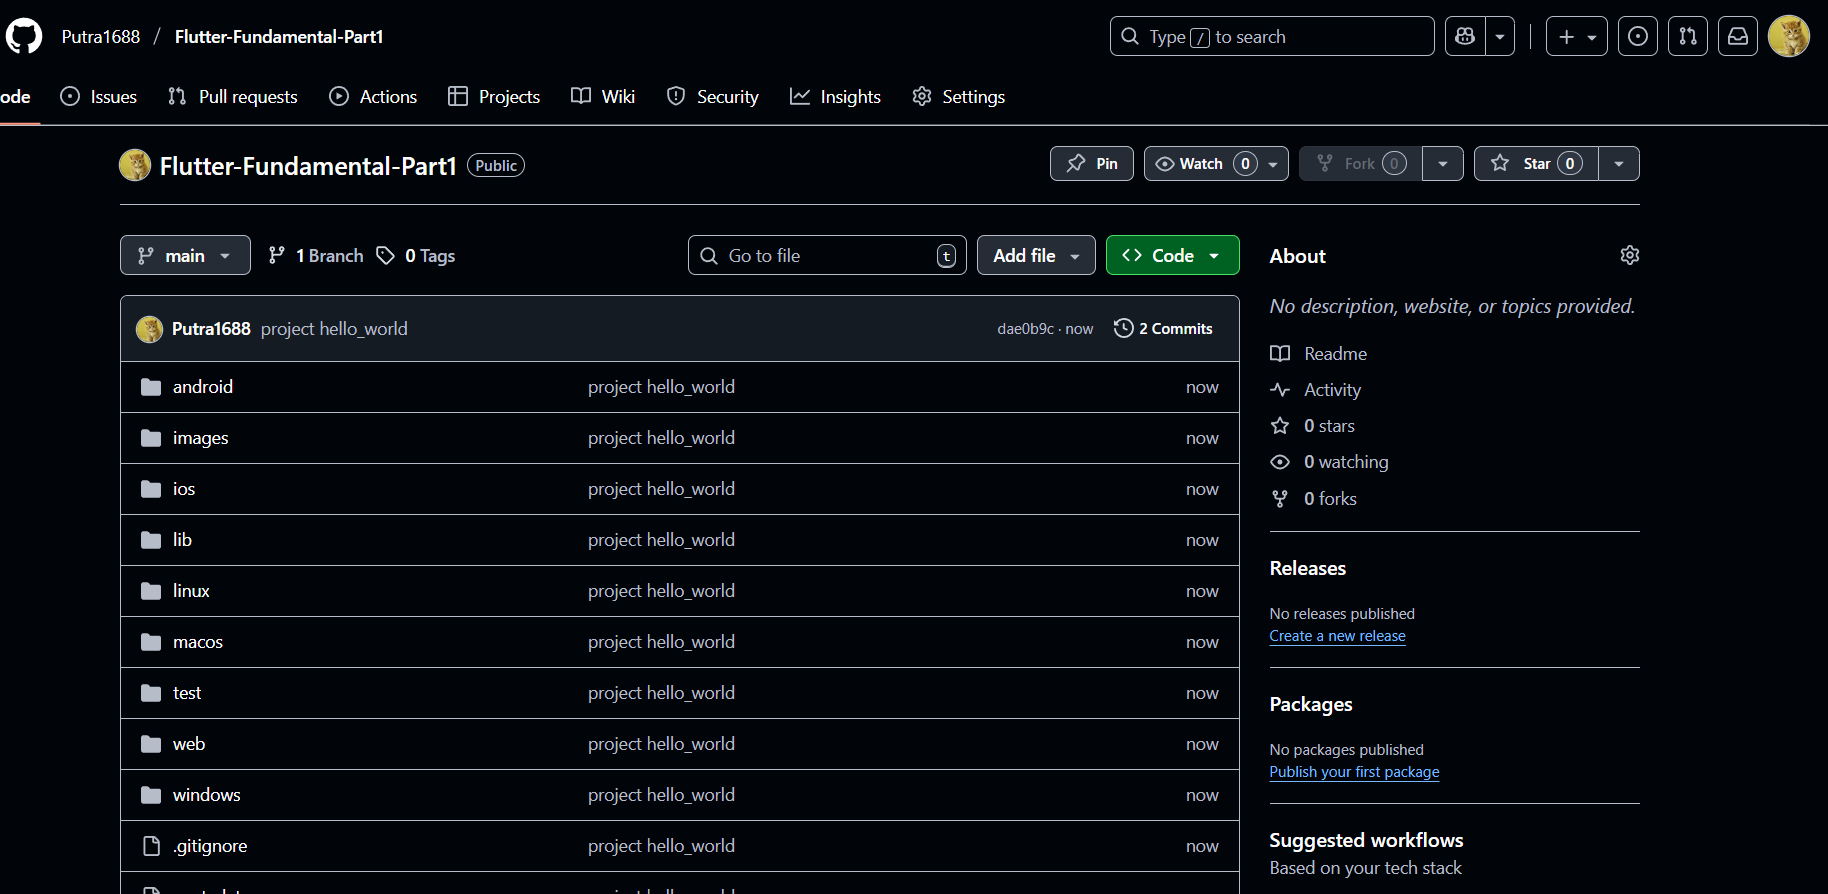 Putra1688 / Flutter-Fundamental-Part1
Type / to search
ode Issues Pull requests Actions Projects Wiki Security Insights Settings
Flutter-Fundamental-Part1 Public
Pin Watch 0 Fork 0 Star 0
main 1 Branch 0 Tags Go to file t Add file Code
Putra1688 project hello_world dae0b9c · now 2 Commits
android project hello_world now
images project hello_world now
ios project hello_world now
lib project hello_world now
linux project hello_world now
macos project hello_world now
test project hello_world now
web project hello_world now
windows project hello_world now
.gitignore project hello_world now
About
No description, website, or topics provided.
Readme
Activity
0 stars
0 watching
0 forks
Releases
No releases published
Create a new release
Packages
No packages published
Publish your first package
Suggested workflows
Based on your tech stack